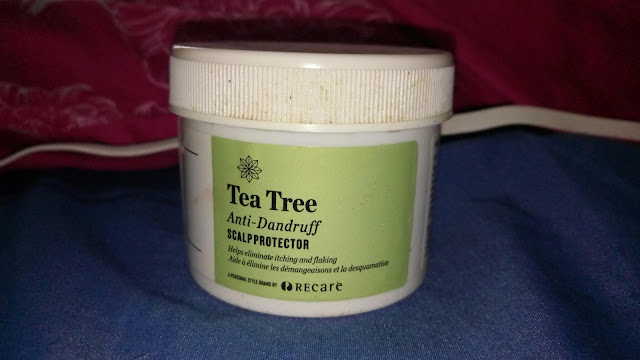 Tea Tree
Anti-Dandruff
SCALP PROTECTOR
Helps eliminate itching and flaking
Aide à élimine les démangeaisons et la desquamation
A PERSONAL STYLE BRAND BY RECare